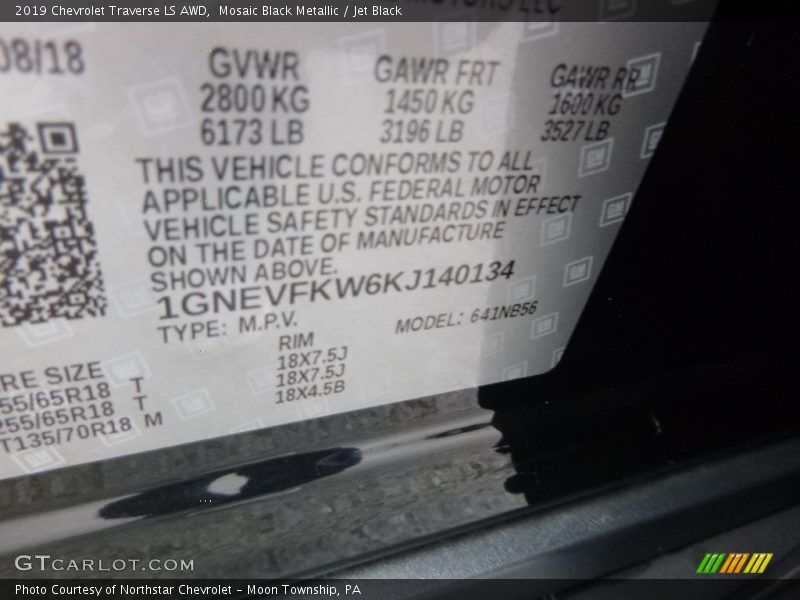 2019 Chevrolet Traverse LS AWD, Mosaic Black Metallic / Jet Black
MOTORS LLC
08/18
GVWR GAWR FRT GAWR RR
2800 KG 1450 KG 1600 KG
6173 LB 3196 LB 3527 LB
THIS VEHICLE CONFORMS TO ALL
APPLICABLE U.S. FEDERAL MOTOR
VEHICLE SAFETY STANDARDS IN EFFECT
ON THE DATE OF MANUFACTURE
SHOWN ABOVE.
1GNEVFKW6KJ140134
TYPE: M.P.V. MODEL: 641NB56
RE SIZE RIM
55/65R18 T 18X7.5J
255/65R18 T 18X7.5J
T135/70R18 M 18X4.5B
GTCARLOT.COM
Photo Courtesy of Northstar Chevrolet - Moon Township, PA